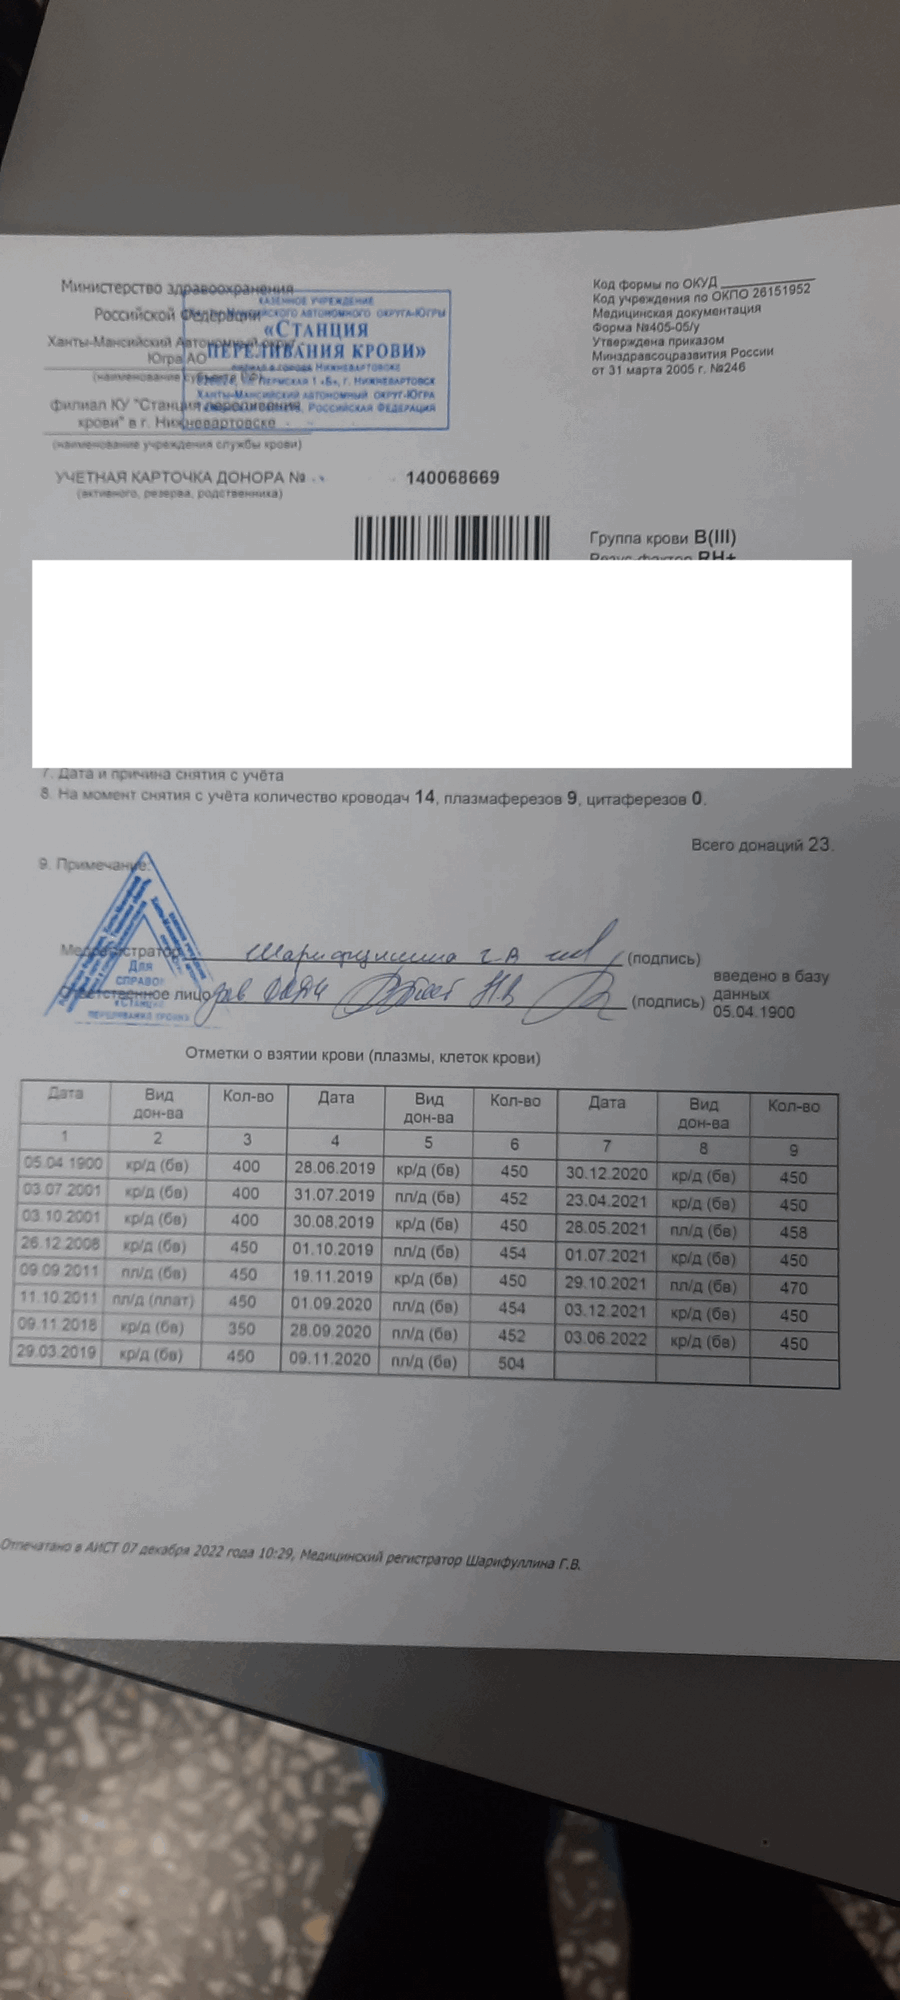 Министерство здравоохранения
Российской Федерации
Ханты-Мансийский Автономный округ -
Югра АО
(наименование субъекта РФ)
филиал КУ "Станция переливания
крови" в г. Нижневартовске
(наименование учреждения службы крови)
КАЗЕННОЕ УЧРЕЖДЕНИЕ
АВТОМОНОГО ОКРУГА-ЮГРЫ
«СТАНЦИЯ
ПЕРЕЛИВАНИЯ КРОВИ»
ФИЛИАЛ В ГОРОДЕ НИЖНЕВАРТОВСКЕ
ПЕРМСКАЯ 1 «Б», г. НИЖНЕВАРТОВСК
ХАНТЫ-МАНСИЙСКИЙ АВТОНОМНЫЙ ОКРУГ-ЮГРА
РОССИЙСКАЯ ФЕДЕРАЦИЯ
Код формы по ОКУД
Код учреждения по ОКПО 26151952
Медицинская документация
Форма №405-05/у
Утверждена приказом
Минздравсоцразвития России
от 31 марта 2005 г. №246
УЧЕТНАЯ КАРТОЧКА ДОНОРА № 140068669
(активного, резерва, родственника)
Группа крови B(III)
Резус-фактор RH+
7. Дата и причина снятия с учёта
8. На момент снятия с учёта количество кроводач 14, плазмаферезов 9, цитаферезов 0.
Всего донаций 23.
9. Примечание:
Медрегистратор Шарифуллина (подпись)
Ответственное лицо (подпись)
введено в базу
данных
05.04.1900
ДЛЯ
СПРАВОК
«СТАНЦИЯ
ПЕРЕЛИВАНИЯ КРОВИ»
Отметки о взятии крови (плазмы, клеток крови)
Дата Вид дон-ва Кол-во Дата Вид дон-ва Кол-во Дата Вид дон-ва Кол-во
1 2 3 4 5 6 7 8 9
05.04.1900 кр/д (бв) 400 28.06.2019 кр/д (бв) 450 30.12.2020 кр/д (бв) 450
03.07.2001 кр/д (бв) 400 31.07.2019 пл/д (бв) 452 23.04.2021 кр/д (бв) 450
03.10.2001 кр/д (бв) 400 30.08.2019 кр/д (бв) 450 28.05.2021 пл/д (бв) 458
26.12.2008 кр/д (бв) 450 01.10.2019 пл/д (бв) 454 01.07.2021 кр/д (бв) 450
09.09.2011 пл/д (бв) 450 19.11.2019 кр/д (бв) 450 29.10.2021 пл/д (бв) 470
11.10.2011 пл/д (плат) 450 01.09.2020 пл/д (бв) 454 03.12.2021 кр/д (бв) 450
09.11.2018 кр/д (бв) 350 28.09.2020 пл/д (бв) 452 03.06.2022 кр/д (бв) 450
29.03.2019 кр/д (бв) 450 09.11.2020 пл/д (бв) 504
Отпечатано в АИСТ 07 декабря 2022 года 10:29, Медицинский регистратор Шарифуллина Г.В.